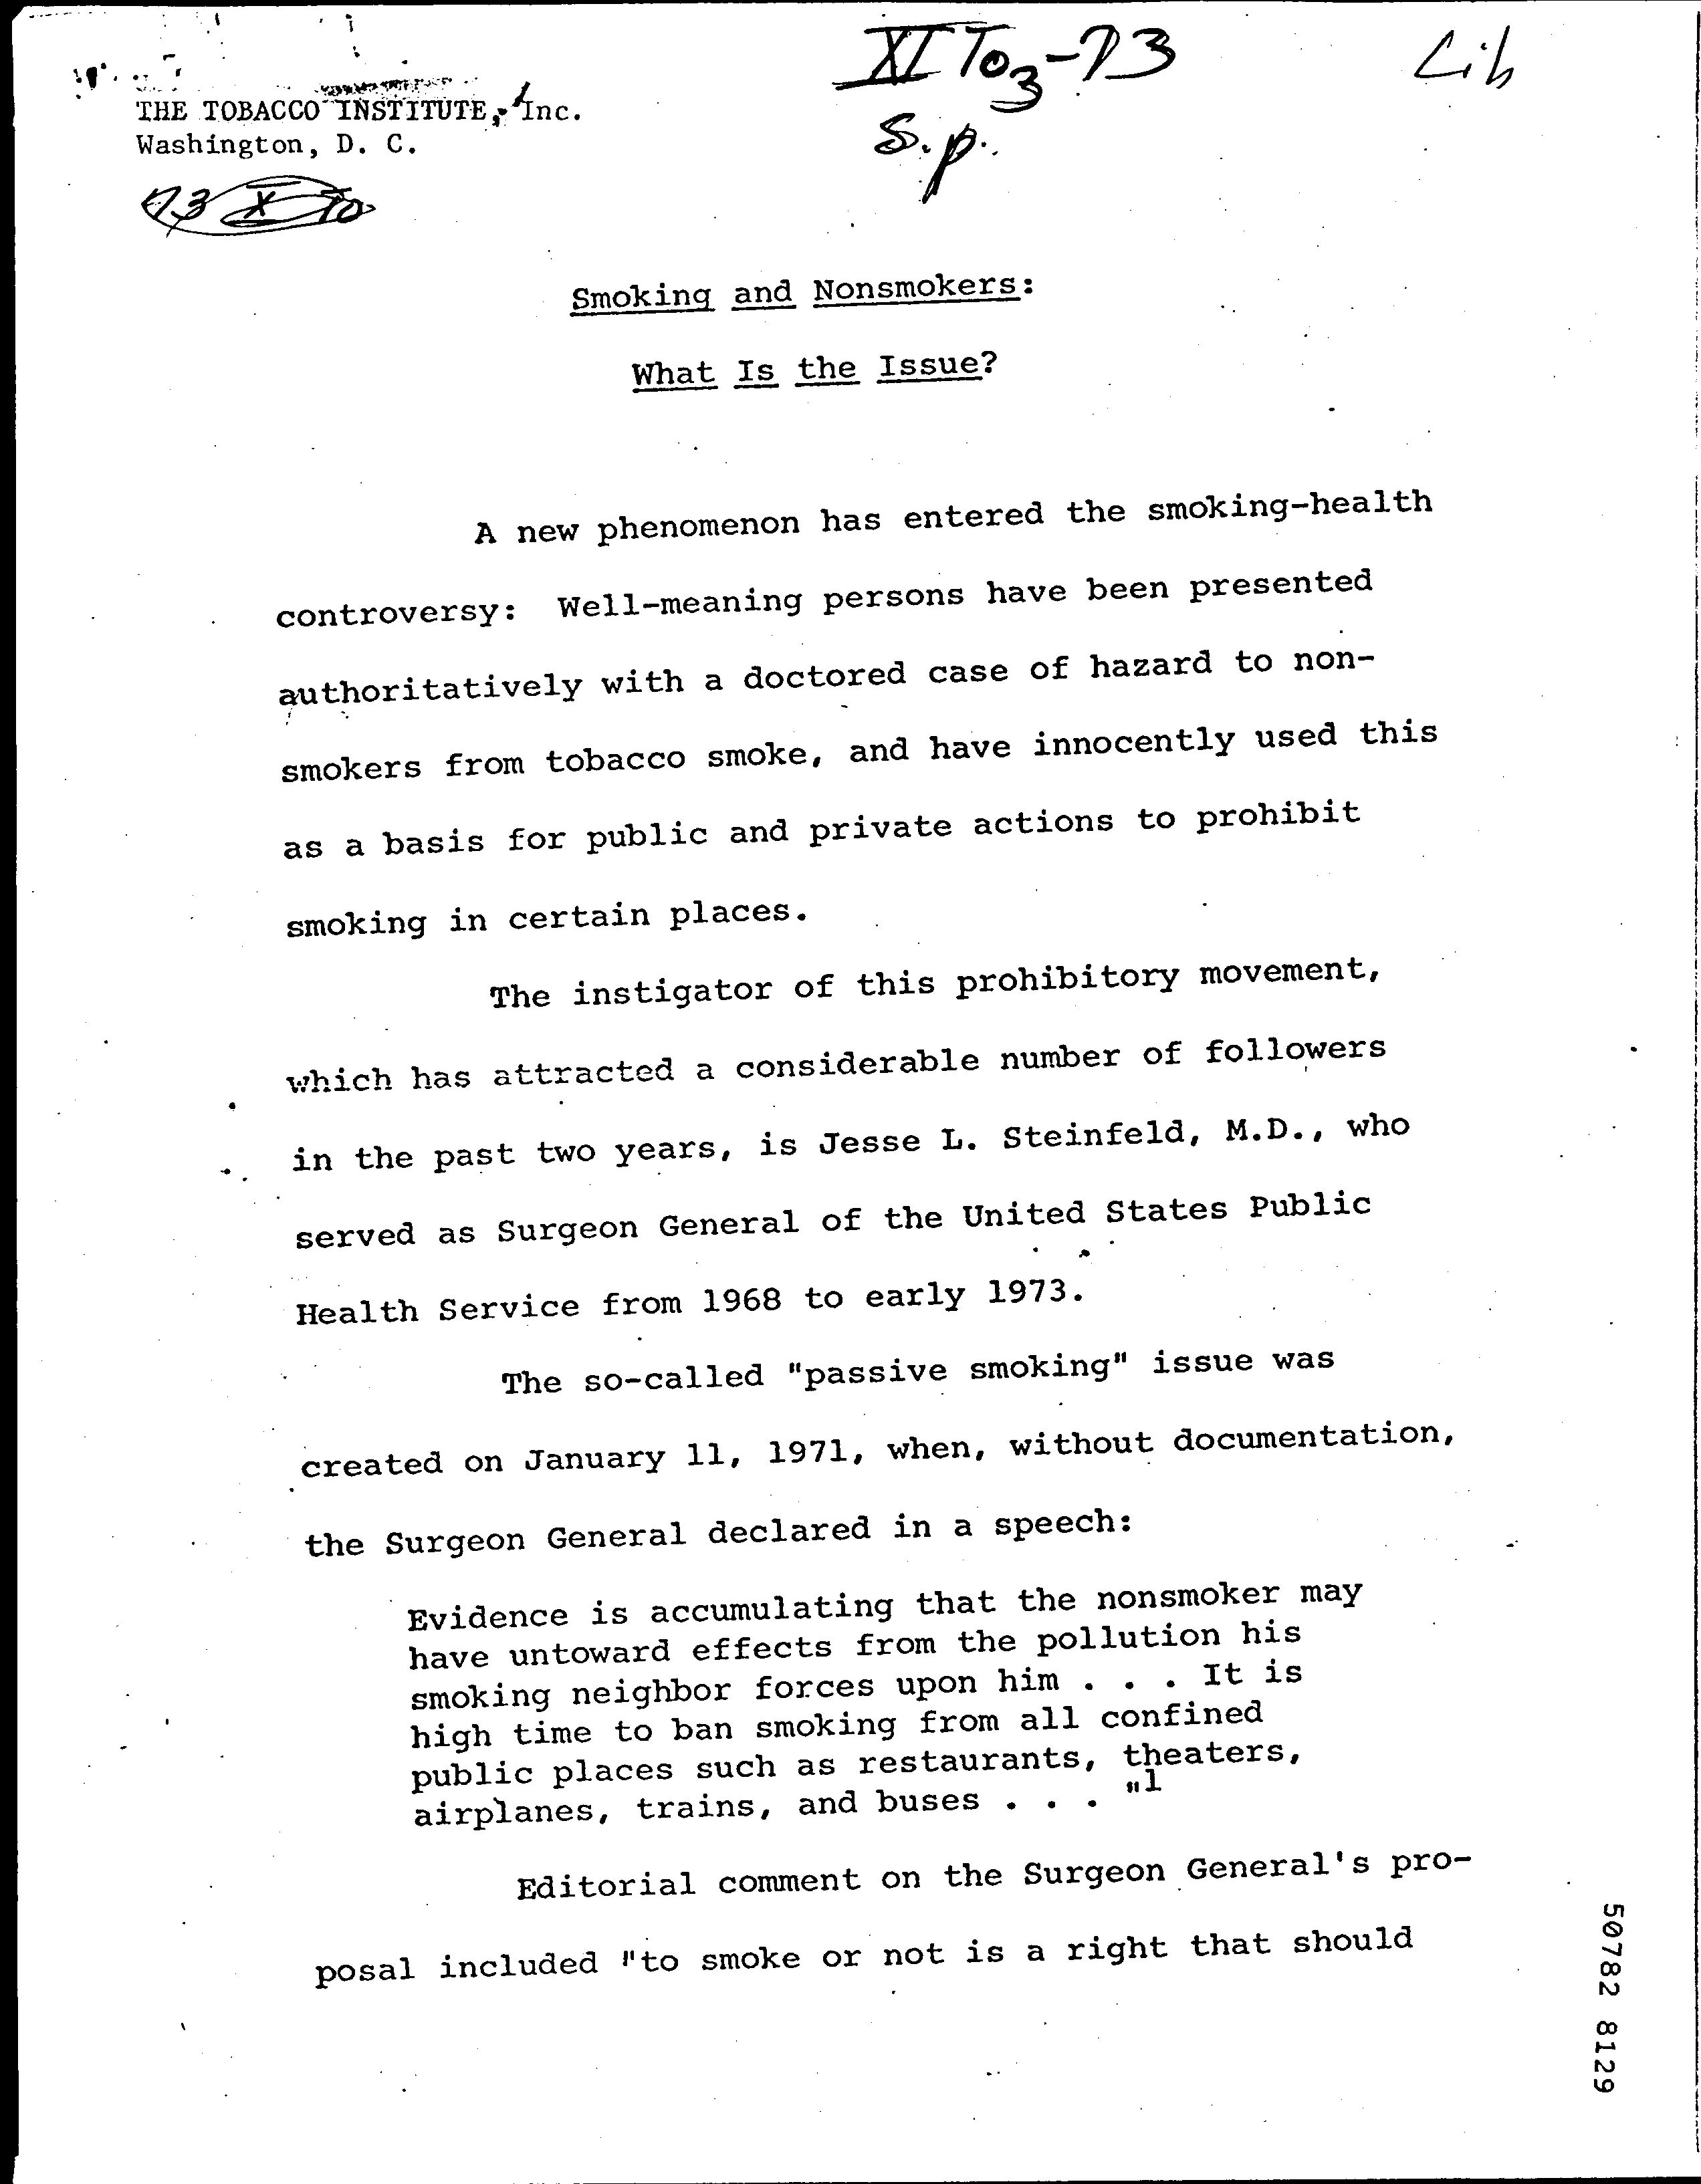 XI To3-73
Lib
THE TOBACCO INSTITUTE, Inc.
Washington, D. C.
S.p.
73 X To
Smoking and Nonsmokers:
What Is the Issue?
A new phenomenon has entered the smoking-health
controversy: Well-meaning persons have been presented
authoritatively with a doctored case of hazard to non-
smokers from tobacco smoke, and have innocently used this
as a basis for public and private actions to prohibit
smoking in certain places.
The instigator of this prohibitory movement,
which has attracted a considerable number of followers
in the past two years, is Jesse L. Steinfeld, M.D., who
served as Surgeon General of the United States Public
Health Service from 1968 to early 1973.
The so-called "passive smoking" issue was
created on January 11, 1971, when, without documentation,
the Surgeon General declared in a speech:
Evidence is accumulating that the nonsmoker may
have untoward effects from the pollution his
smoking neighbor forces upon him . . . It is
high time to ban smoking from all confined
public places such as restaurants, theaters,
airplanes, trains, and buses . . . "1
Editorial comment on the Surgeon General's pro-
posal included "to smoke or not is a right that should
50782 8129